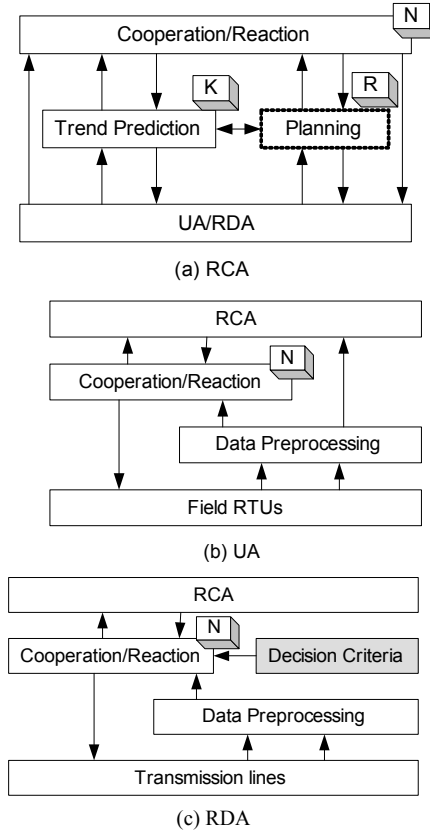 N
Cooperation/Reaction
K
R
Trend Prediction
Planning
UA/RDA
(a) RCA
RCA
N
Cooperation/Reaction
Data Preprocessing
Field RTUs
(b) UA
RCA
N
Cooperation/Reaction
Decision Criteria
Data Preprocessing
Transmission lines
(c) RDA